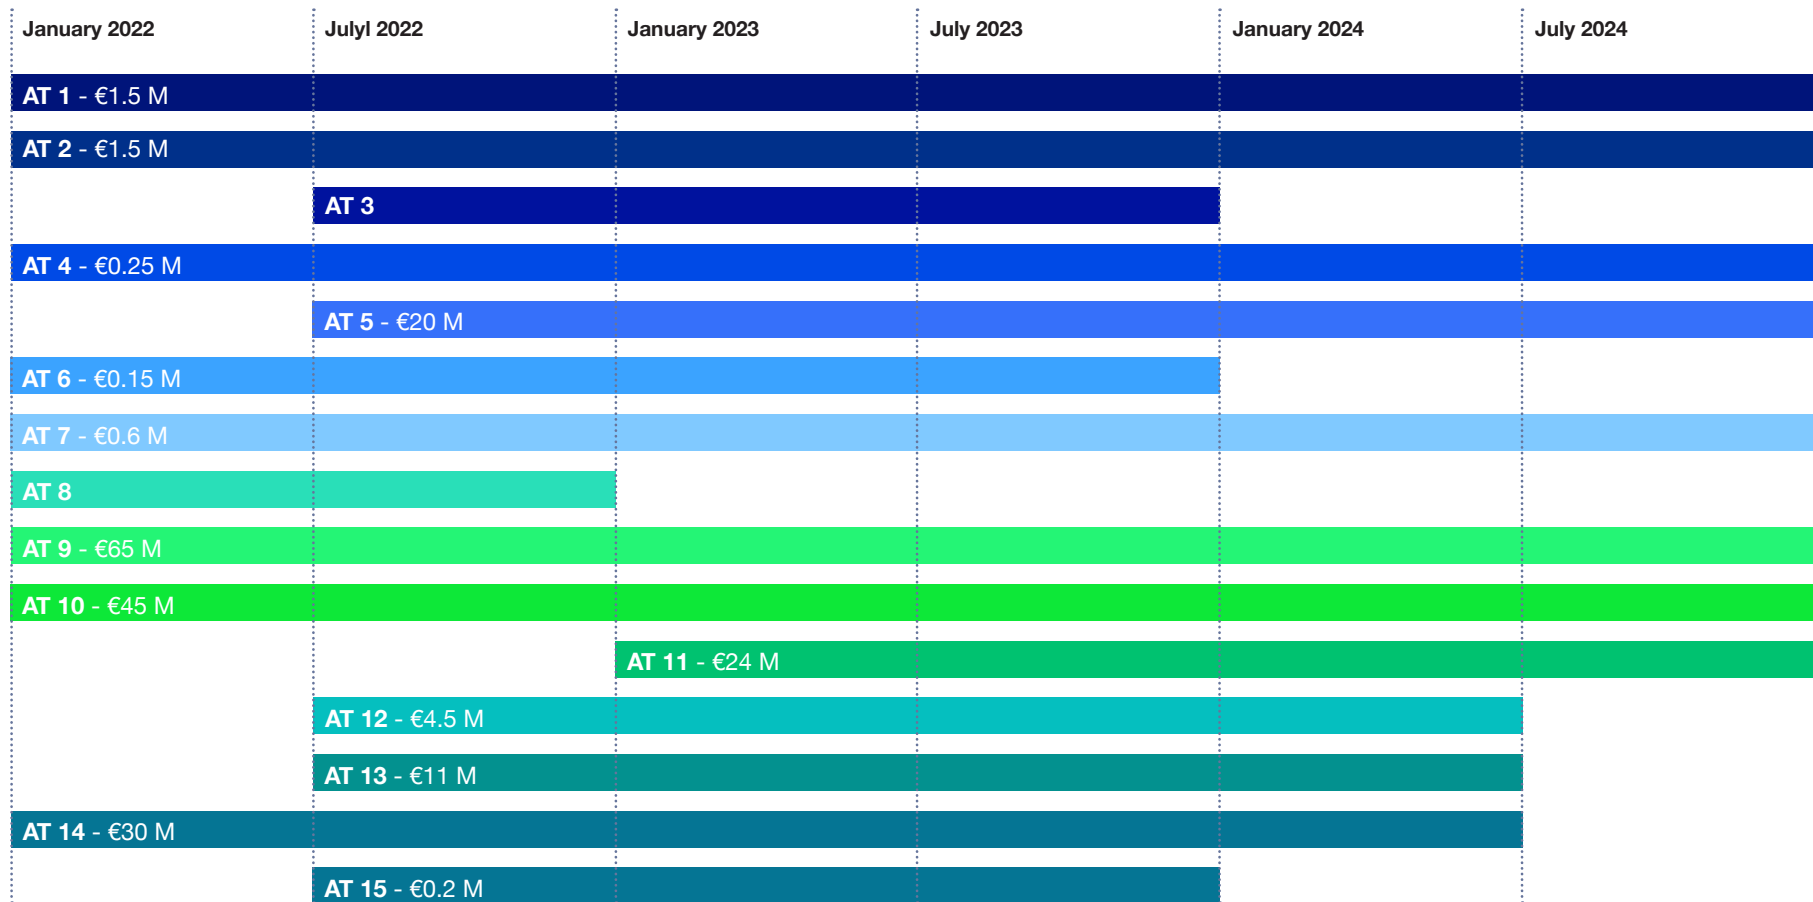 January 2022
Julyl 2022
January 2023
July 2023
January 2024
July 2024
AT 1 - €1.5 M
AT 2 - €1.5 M
AT 3
AT 4 - €0.25 M
AT 5 - €20 M
AT 6 - €0.15 M
AT 7 - €0.6 M
AT 8
AT 9 - €65 M
AT 10 - €45 M
AT 11 - €24 M
AT 12 - €4.5 M
AT 13 - €11 M
AT 14 - €30 M
AT 15 - €0.2 M